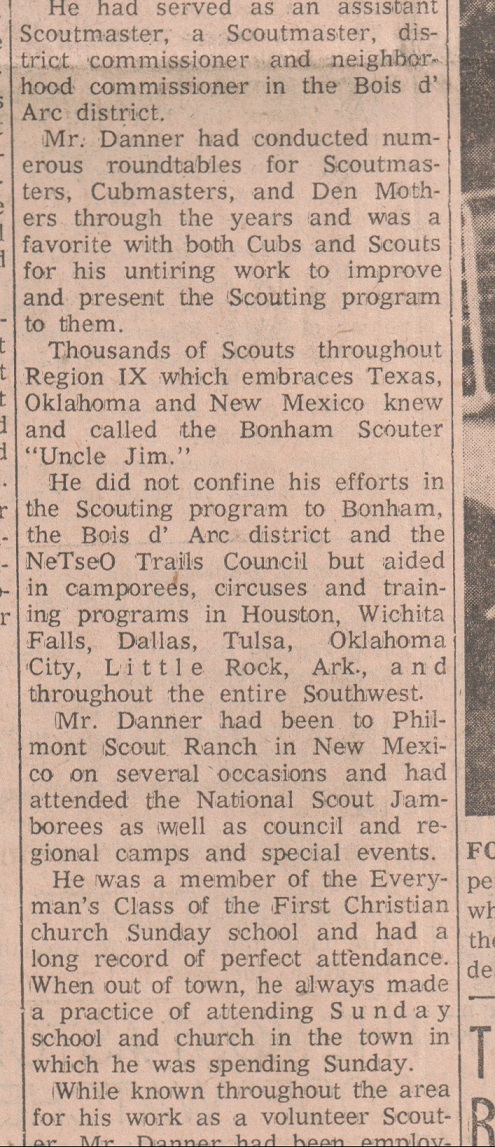 He had served as an assistant
Scoutmaster, a Scoutmaster, dis-
trict commissioner and neighbor-
hood commissioner in the Bois d'
Arc district.
Mr. Danner had conducted num-
erous roundtables for Scoutmas-
ters, Cubmasters, and Den Moth-
ers through the years and was a
favorite with both Cubs and Scouts
for his untiring work to improve
and present the Scouting program
to them.
Thousands of Scouts throughout
Region IX which embraces Texas,
Oklahoma and New Mexico knew
and called the Bonham Scouter
"Uncle Jim."
He did not confine his efforts in
the Scouting program to Bonham,
the Bois d' Arc district and the
NeTseO Trails Council but aided
in camporees, circuses and train-
ing programs in Houston, Wichita
Falls, Dallas, Tulsa, Oklahoma
City, Little Rock, Ark., and
throughout the entire Southwest.
Mr. Danner had been to Phil-
mont Scout Ranch in New Mexi-
co on several occasions and had
attended the National Scout Jam-
borees as well as council and re-
gional camps and special events.
He was a member of the Every-
man's Class of the First Christian
church Sunday school and had a
long record of perfect attendance.
When out of town, he always made
a practice of attending Sunday
school and church in the town in
which he was spending Sunday.
While known throughout the area
for his work as a volunteer Scout-
er, Mr. Danner had been employ-